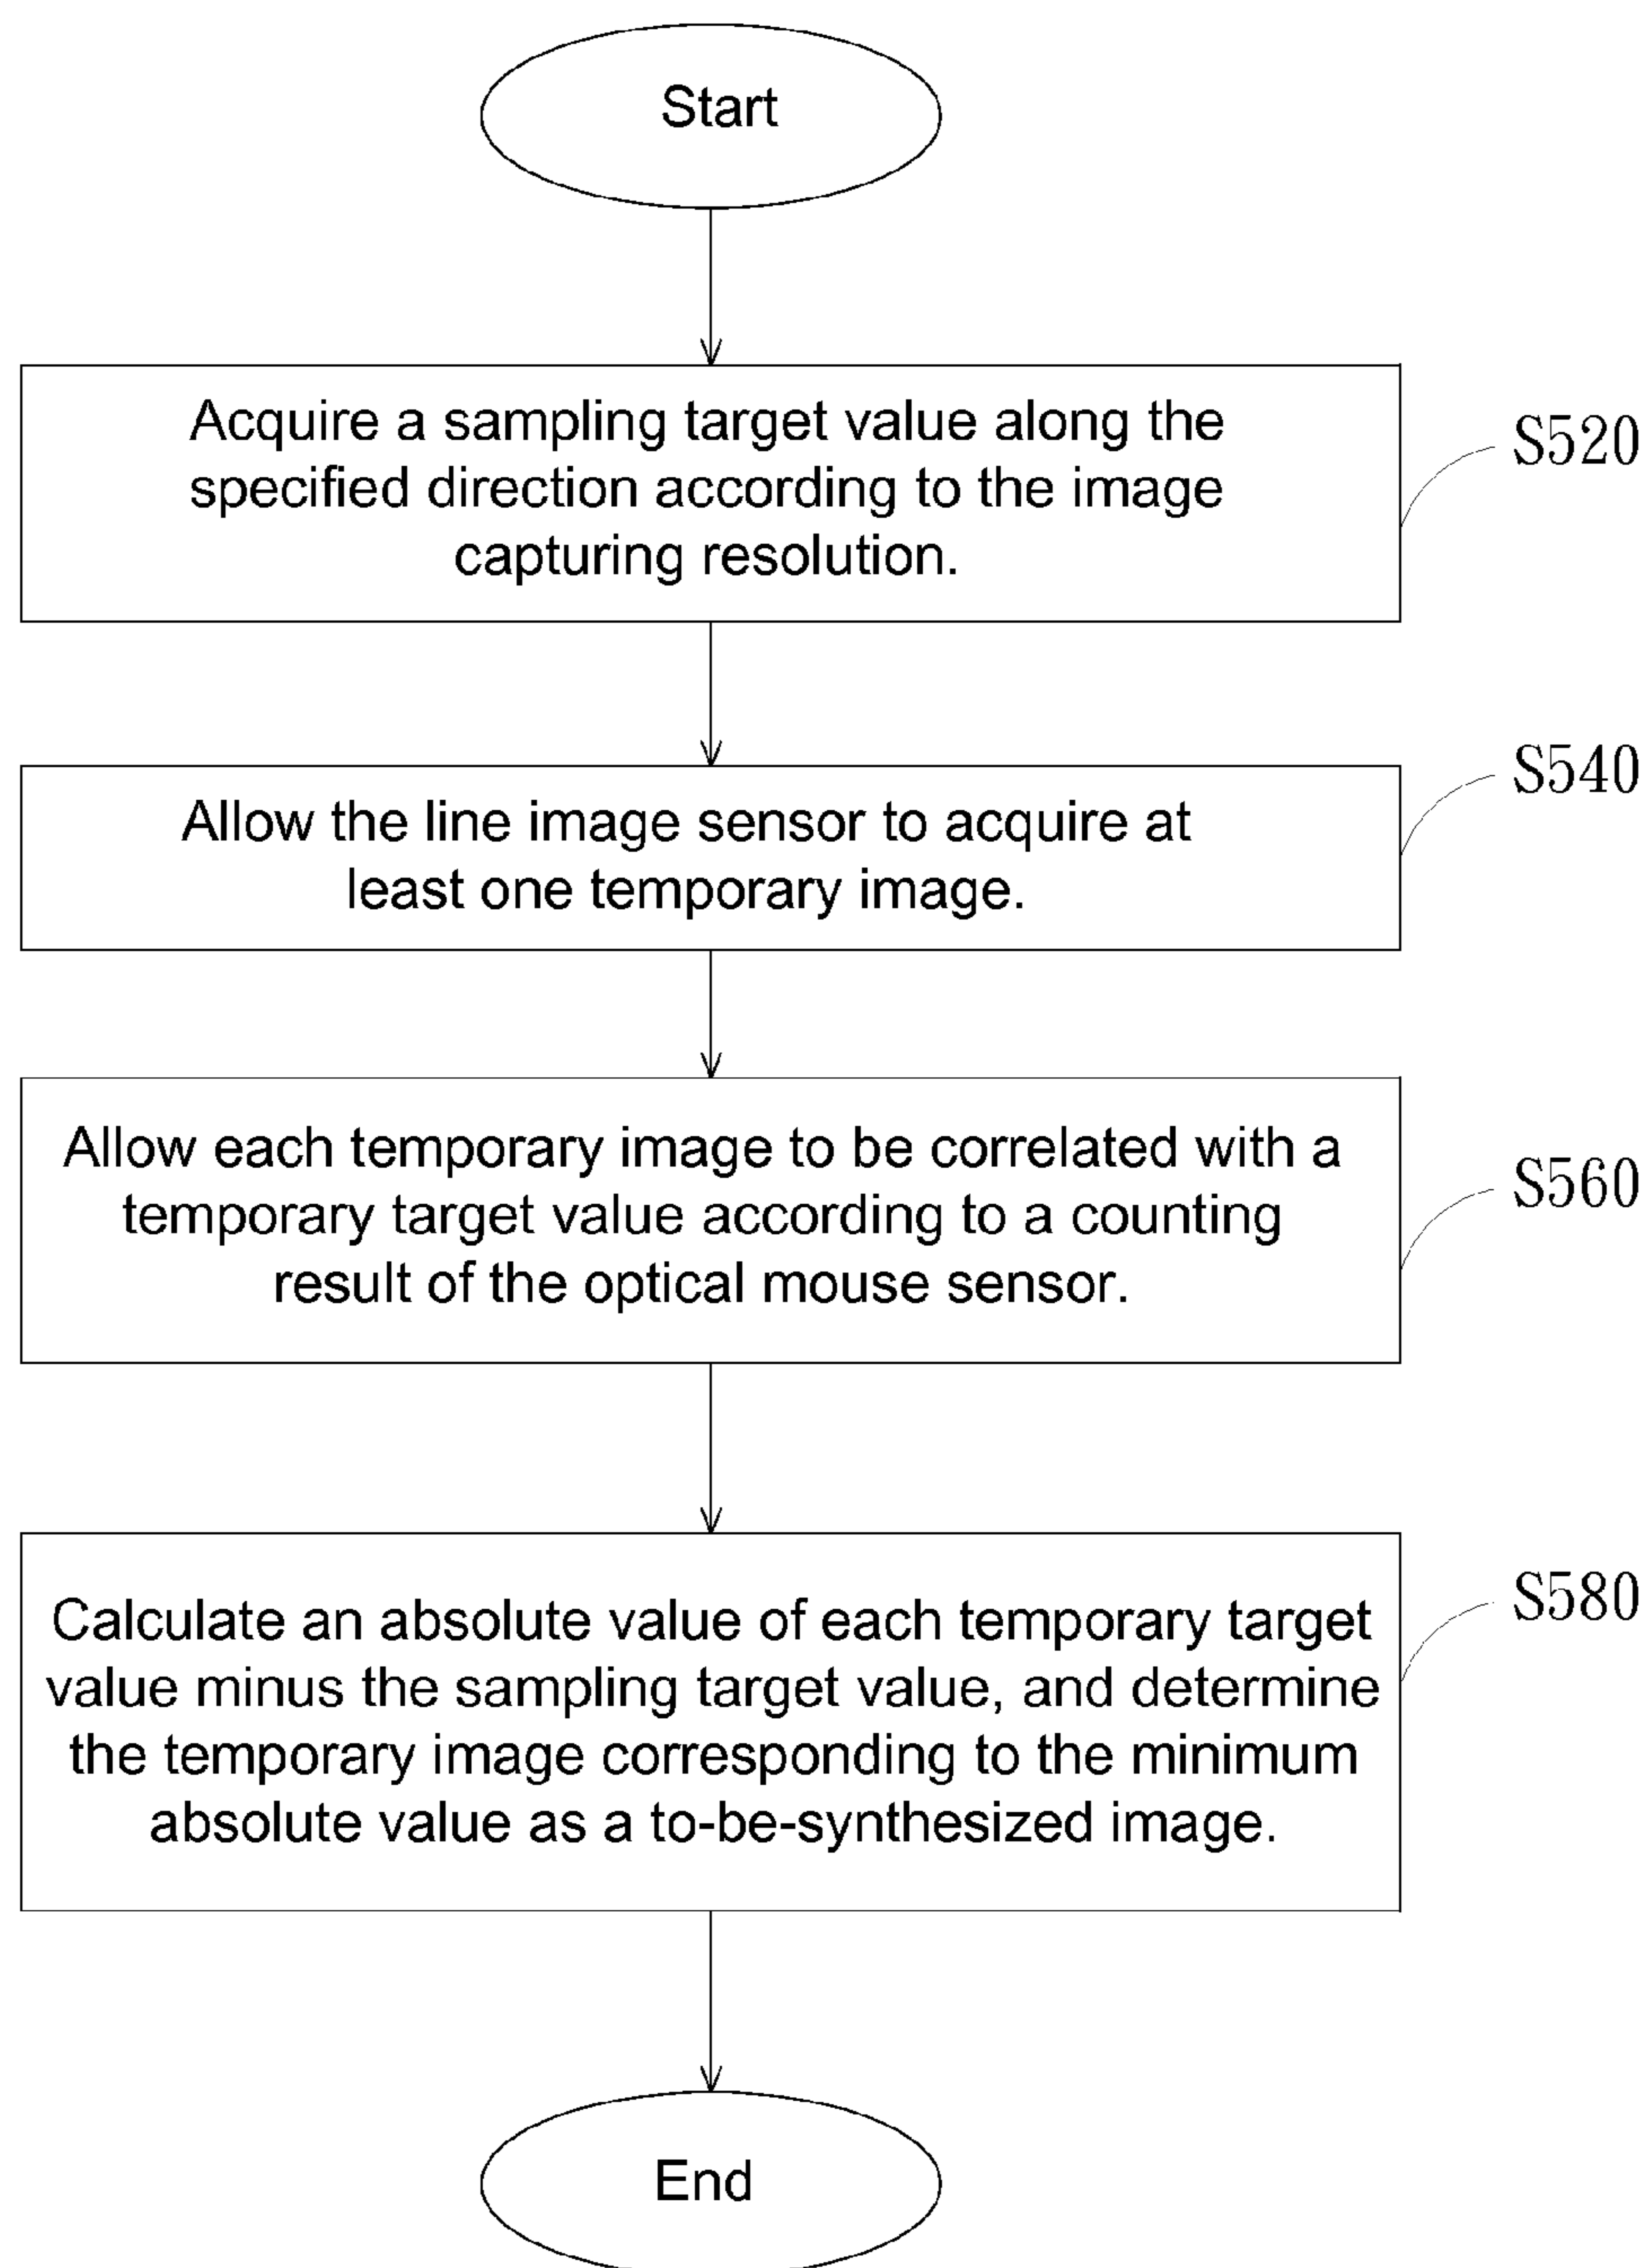 Start
Acquire a sampling target value along the
specified direction according to the image
capturing resolution.
S520
Allow the line image sensor to acquire at
least one temporary image.
S540
Allow each temporary image to be correlated with a
temporary target value according to a counting
result of the optical mouse sensor.
S560
Calculate an absolute value of each temporary target
value minus the sampling target value, and determine
the temporary image corresponding to the minimum
absolute value as a to-be-synthesized image.
S580
End